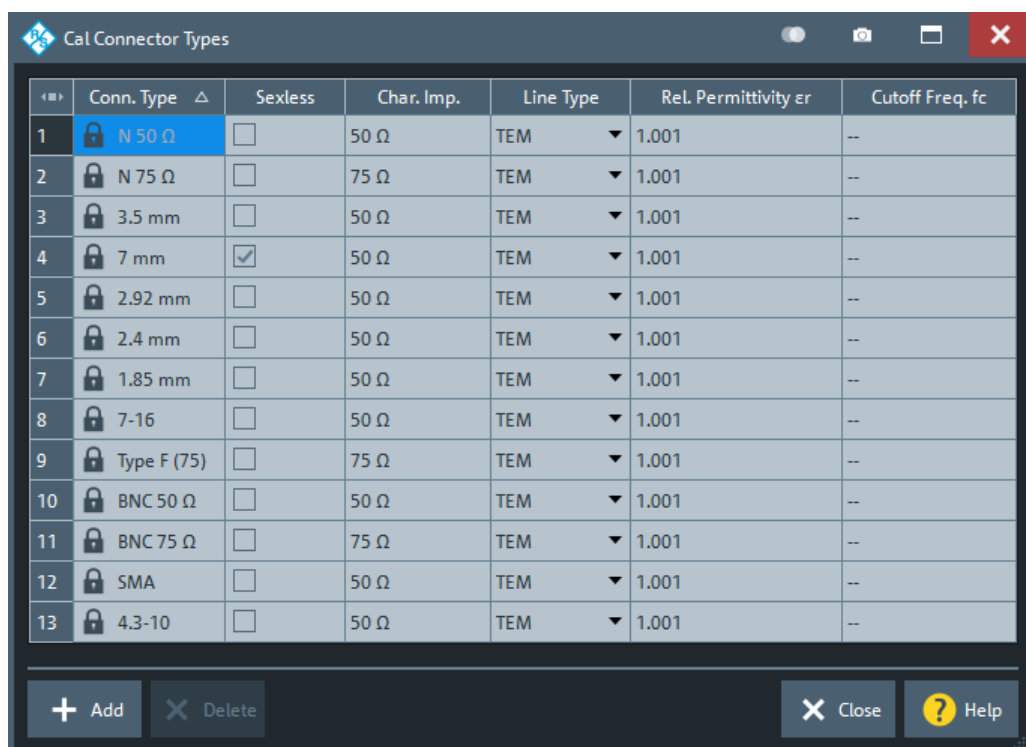 R&S Cal Connector Types
Conn. Type Sexless Char. Imp. Line Type Rel. Permittivity εr Cutoff Freq. fc
1 N 50 Ω 50 Ω TEM 1.001 --
2 N 75 Ω 75 Ω TEM 1.001 --
3 3.5 mm 50 Ω TEM 1.001 --
4 7 mm 50 Ω TEM 1.001 --
5 2.92 mm 50 Ω TEM 1.001 --
6 2.4 mm 50 Ω TEM 1.001 --
7 1.85 mm 50 Ω TEM 1.001 --
8 7-16 50 Ω TEM 1.001 --
9 Type F (75) 75 Ω TEM 1.001 --
10 BNC 50 Ω 50 Ω TEM 1.001 --
11 BNC 75 Ω 75 Ω TEM 1.001 --
12 SMA 50 Ω TEM 1.001 --
13 4.3-10 50 Ω TEM 1.001 --
Add Delete Close ? Help